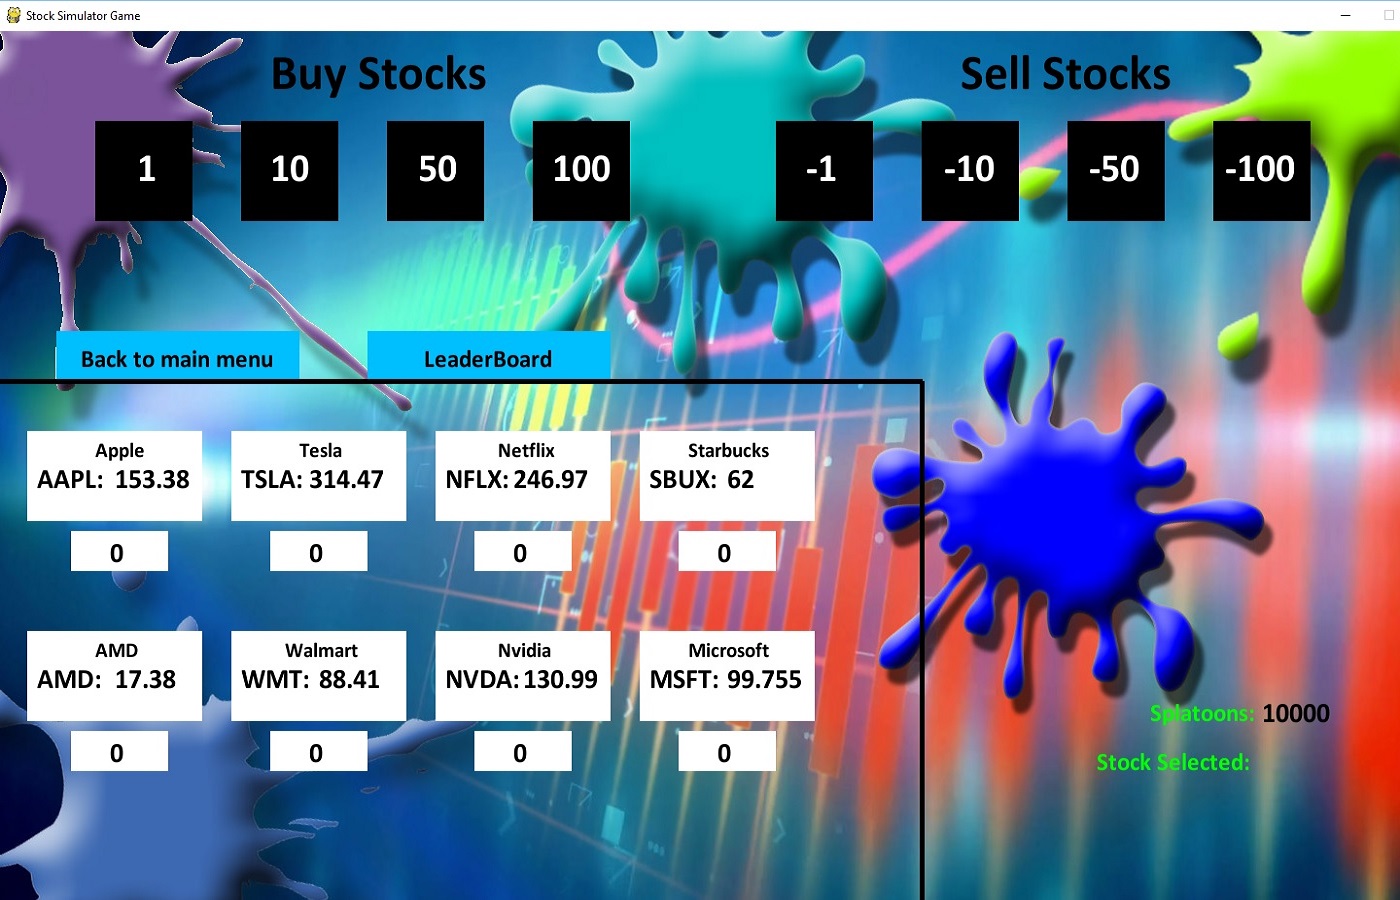 Stock Simulator Game
Buy Stocks
Sell Stocks
1
10
50
100
-1
-10
-50
-100
Back to main menu
LeaderBoard
Apple
AAPL: 153.38
0
Tesla
TSLA: 314.47
0
Netflix
NFLX: 246.97
0
Starbucks
SBUX: 62
0
AMD
AMD: 17.38
0
Walmart
WMT: 88.41
0
Nvidia
NVDA: 130.99
0
Microsoft
MSFT: 99.755
0
Splatoons: 10000
Stock Selected: